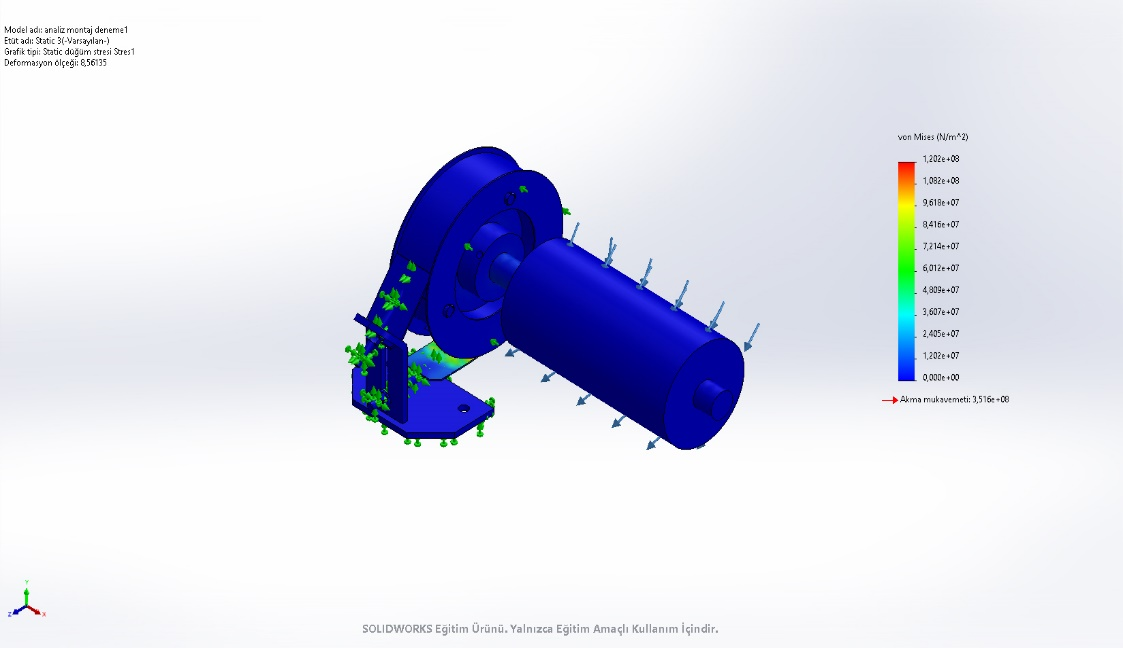 Model adı: analiz montaj deneme1
Etüt adı: Static 3(-Varsayılan-)
Grafik tipi: Static düğüm stresi Stres1
Deformasyon ölçeği: 8,56135
von Mises (N/m^2)
1,202e+08
1,082e+08
9,618e+07
8,416e+07
7,214e+07
6,012e+07
4,809e+07
3,607e+07
2,405e+07
1,202e+07
0,000e+00
Akma mukavemeti: 3,516e+08
Y
Z
X
SOLIDWORKS Eğitim Ürünü. Yalnızca Eğitim Amaçlı Kullanım İçindir.